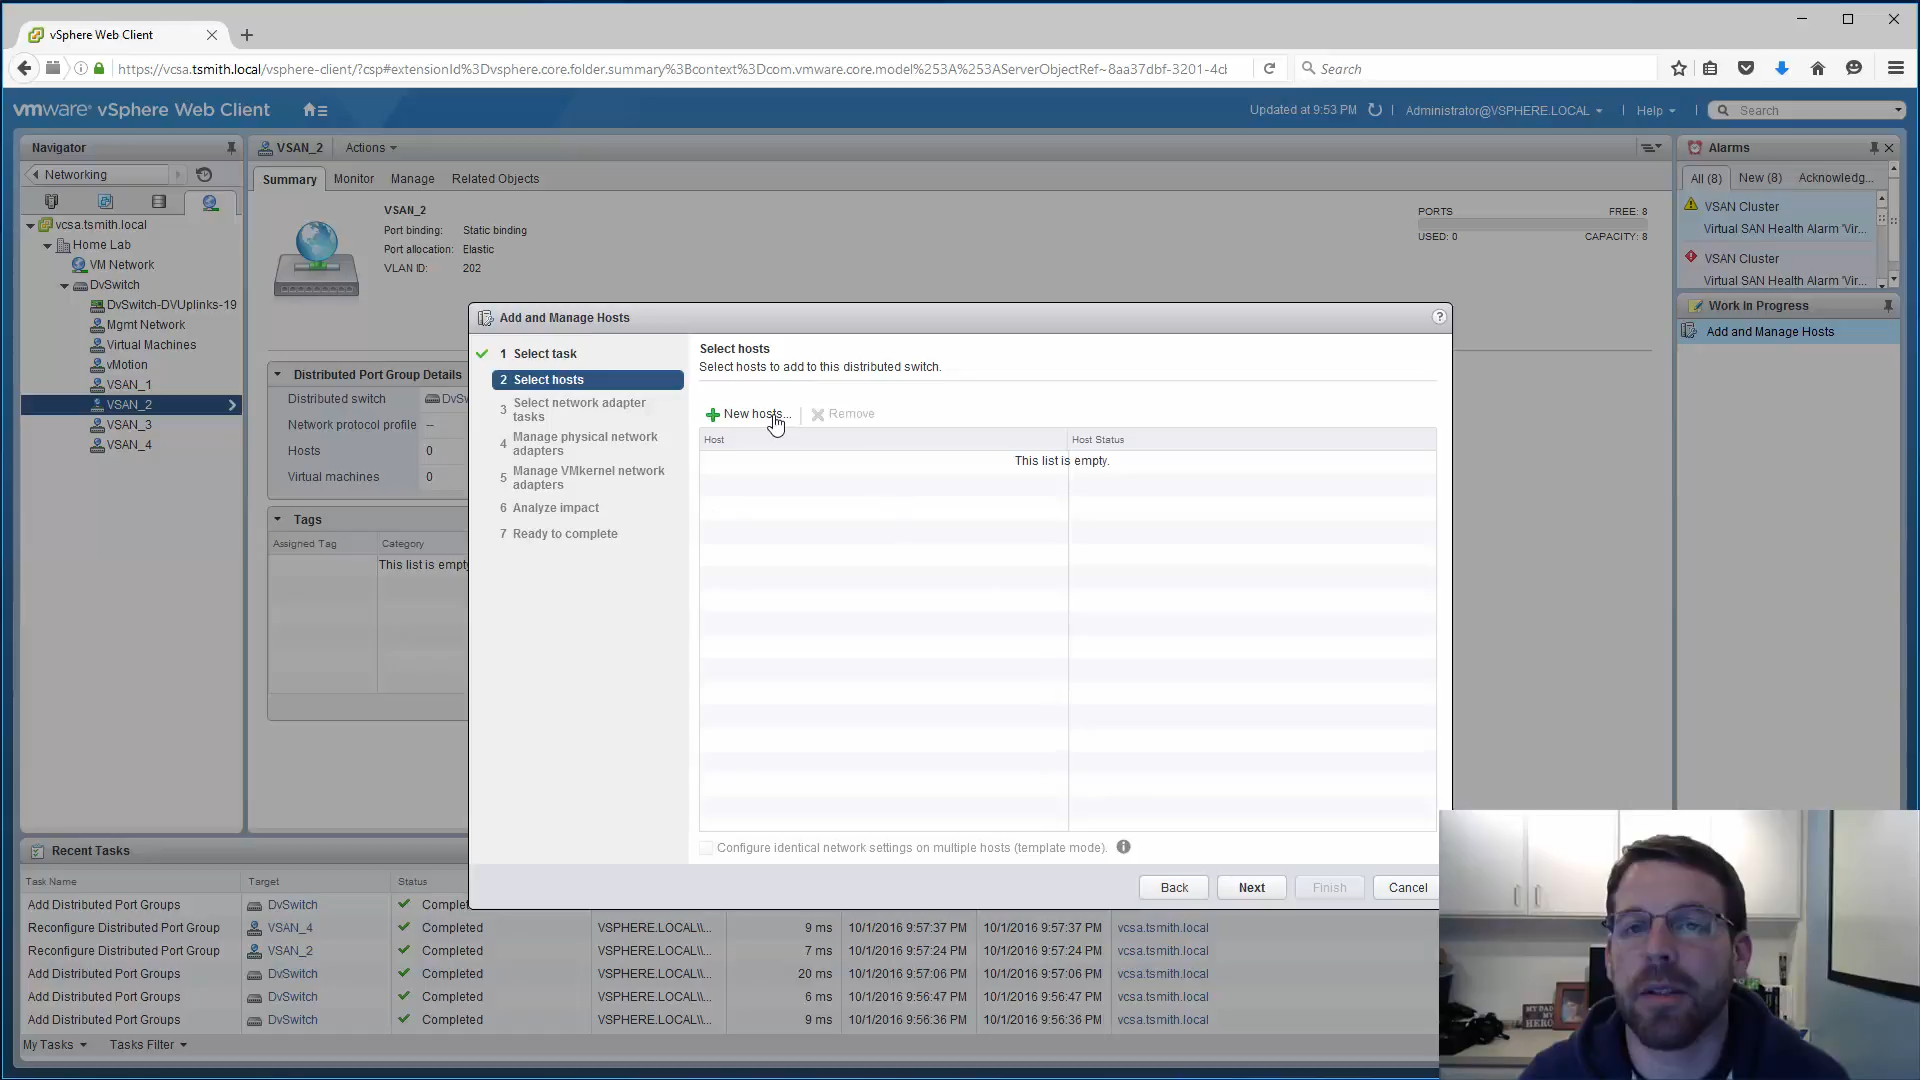 vSphere Web Client
https://vcsa.tsmith.local/vsphere-client/?csp#extensionId%3Dvsphere.core.folder.summary%3Bcontext%3Dcom.vmware.core.model%253A%253AServerObjectRef~8aa37dbf-3201-4cl
Search
vmware® vSphere Web Client
Updated at 9:53 PM
Administrator@VSPHERE.LOCAL
Help
Search
Navigator
Networking
vcsa.tsmith.local
Home Lab
VM Network
DvSwitch
DvSwitch-DVUplinks-19
Mgmt Network
Virtual Machines
vMotion
VSAN_1
VSAN_2
VSAN_3
VSAN_4
VSAN_2
Actions
Summary
Monitor
Manage
Related Objects
VSAN_2
Port binding: Static binding
Port allocation: Elastic
VLAN ID: 202
PORTS FREE: 8
USED: 0 CAPACITY: 8
Distributed Port Group Details
Distributed switch DvS
Network protocol profile --
Hosts 0
Virtual machines 0
Tags
Assigned Tag Category
This list is empty
Add and Manage Hosts
?
1 Select task
2 Select hosts
3 Select network adapter
tasks
4 Manage physical network
adapters
5 Manage VMkernel network
adapters
6 Analyze impact
7 Ready to complete
Select hosts
Select hosts to add to this distributed switch.
New hosts...
Remove
Host Host Status
This list is empty.
Configure identical network settings on multiple hosts (template mode).
Back
Next
Finish
Cancel
Alarms
All (8) New (8) Acknowledg...
VSAN Cluster
Virtual SAN Health Alarm 'Vir...
VSAN Cluster
Virtual SAN Health Alarm 'Vir...
Work In Progress
Add and Manage Hosts
Recent Tasks
Task Name Target Status
Add Distributed Port Groups DvSwitch Complet
Reconfigure Distributed Port Group VSAN_4 Completed VSPHERE.LOCAL\\... 9 ms 10/1/2016 9:57:37 PM 10/1/2016 9:57:37 PM vcsa.tsmith.local
Reconfigure Distributed Port Group VSAN_2 Completed VSPHERE.LOCAL\\... 7 ms 10/1/2016 9:57:24 PM 10/1/2016 9:57:24 PM vcsa.tsmith.local
Add Distributed Port Groups DvSwitch Completed VSPHERE.LOCAL\\... 20 ms 10/1/2016 9:57:06 PM 10/1/2016 9:57:06 PM vcsa.tsmith.local
Add Distributed Port Groups DvSwitch Completed VSPHERE.LOCAL\\... 6 ms 10/1/2016 9:56:47 PM 10/1/2016 9:56:47 PM vcsa.tsmith.local
Add Distributed Port Groups DvSwitch Completed VSPHERE.LOCAL\\... 9 ms 10/1/2016 9:56:36 PM 10/1/2016 9:56:36 PM vcsa.tsmith.local
My Tasks
Tasks Filter
MY DAD
MY
HERO